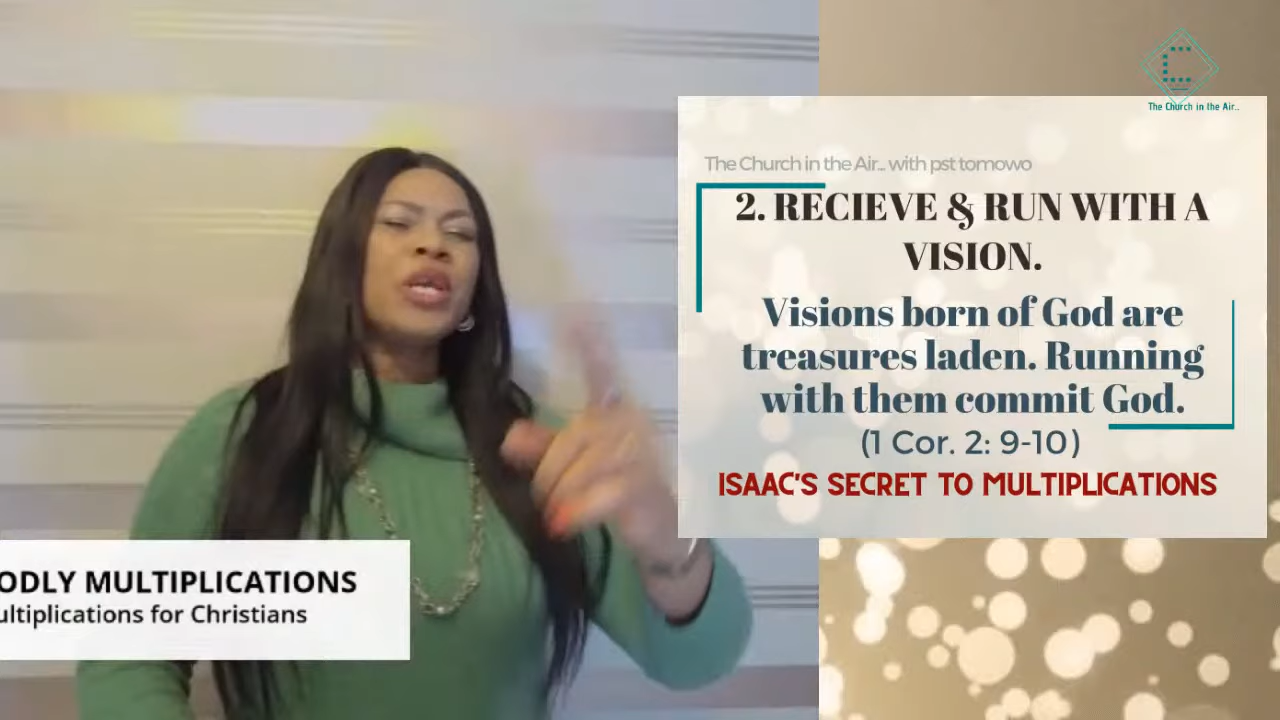 The Church in the Air...
The Church in the Air... with pst tomowo
2. RECIEVE & RUN WITH A
VISION.
Visions born of God are
treasures laden. Running
with them commit God.
(1 Cor. 2: 9-10)
ISAAC'S SECRET TO MULTIPLICATIONS
ODLY MULTIPLICATIONS
ultiplications for Christians